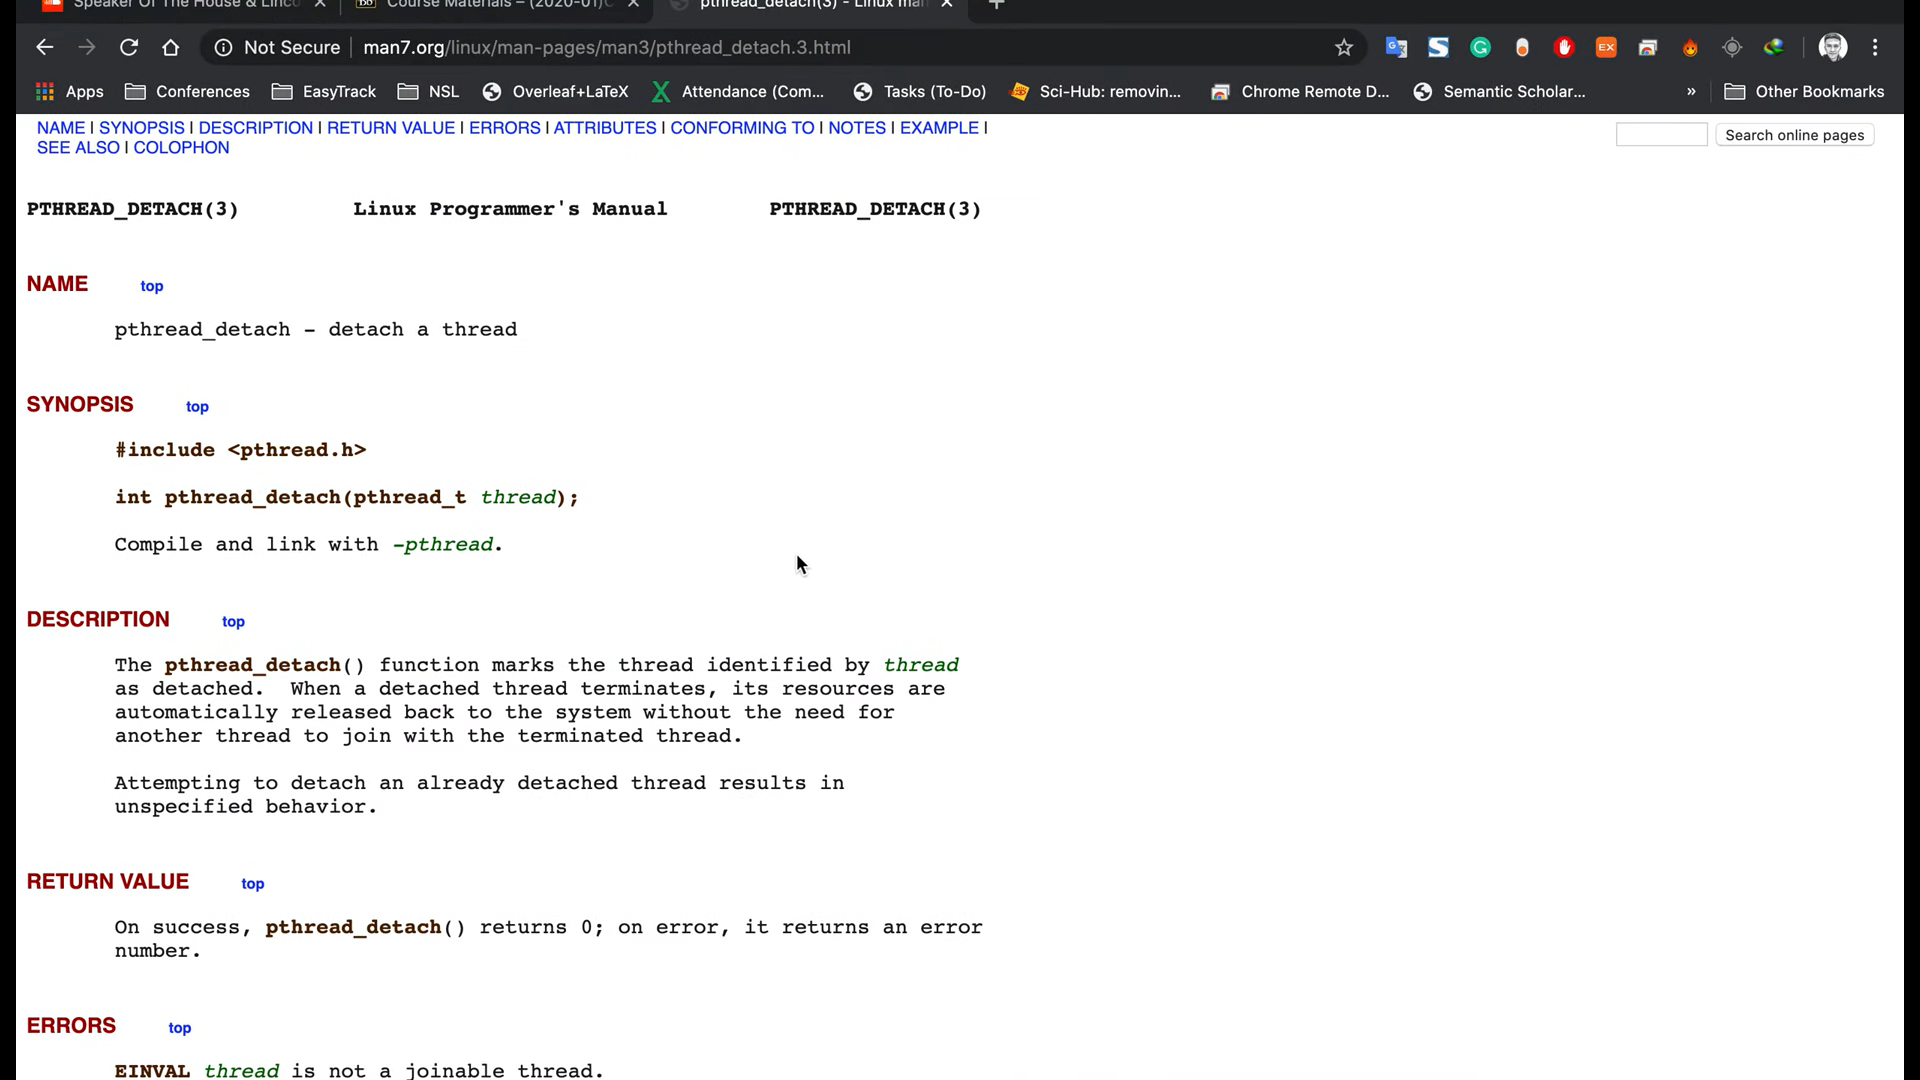 Speaker Of The House & Linco
Course Materials – (2020-01)C
pthread_detach(3) - Linux man
Not Secure | man7.org/linux/man-pages/man3/pthread_detach.3.html
Apps Conferences EasyTrack NSL Overleaf+LaTeX Attendance (Com... Tasks (To-Do) Sci-Hub: removin... Chrome Remote D... Semantic Scholar... » Other Bookmarks
NAME | SYNOPSIS | DESCRIPTION | RETURN VALUE | ERRORS | ATTRIBUTES | CONFORMING TO | NOTES | EXAMPLE |
SEE ALSO | COLOPHON
Search online pages
PTHREAD_DETACH(3) Linux Programmer's Manual PTHREAD_DETACH(3)
NAME top
pthread_detach - detach a thread
SYNOPSIS top
#include <pthread.h>
int pthread_detach(pthread_t thread);
Compile and link with -pthread.
DESCRIPTION top
The pthread_detach() function marks the thread identified by thread
as detached. When a detached thread terminates, its resources are
automatically released back to the system without the need for
another thread to join with the terminated thread.
Attempting to detach an already detached thread results in
unspecified behavior.
RETURN VALUE top
On success, pthread_detach() returns 0; on error, it returns an error
number.
ERRORS top
EINVAL thread is not a joinable thread.